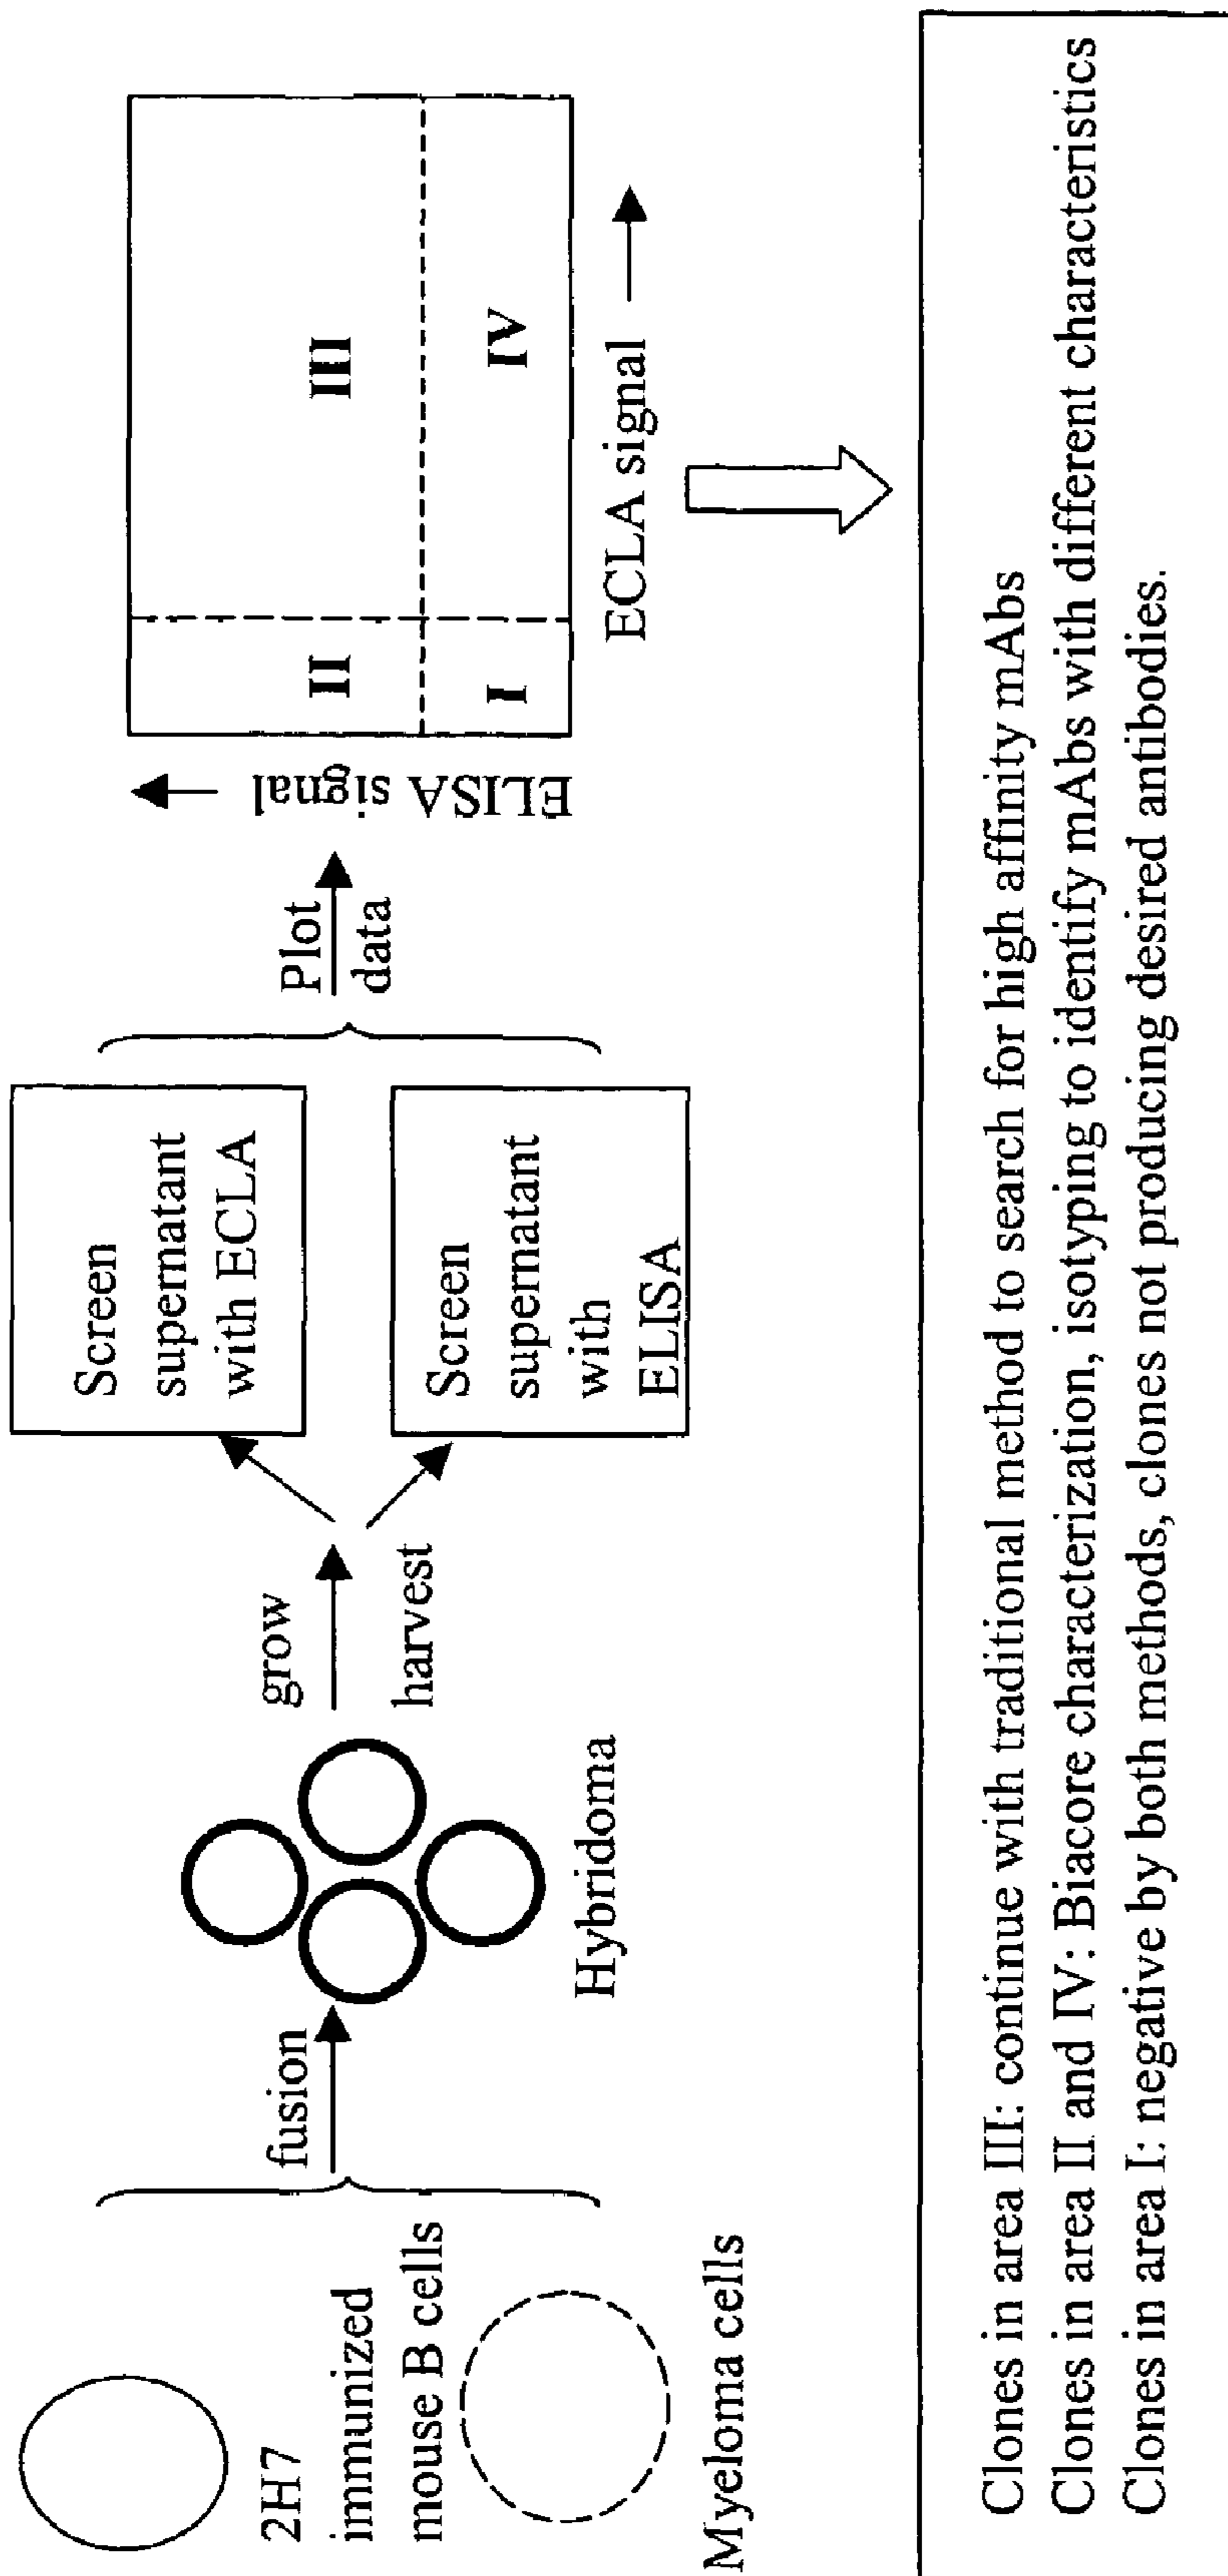 2H7
immunized
mouse B cells
Myeloma cells
fusion
Hybridoma
grow
harvest
Screen
supernatant
with ECLA
Screen
supernatant
with
ELISA
Plot
data
ELISA signal
II
III
I
IV
ECLA signal
Clones in area III: continue with traditional method to search for high affinity mAbs
Clones in area II and IV: Biacore characterization, isotyping to identify mAbs with different characteristics
Clones in area I: negative by both methods, clones not producing desired antibodies.